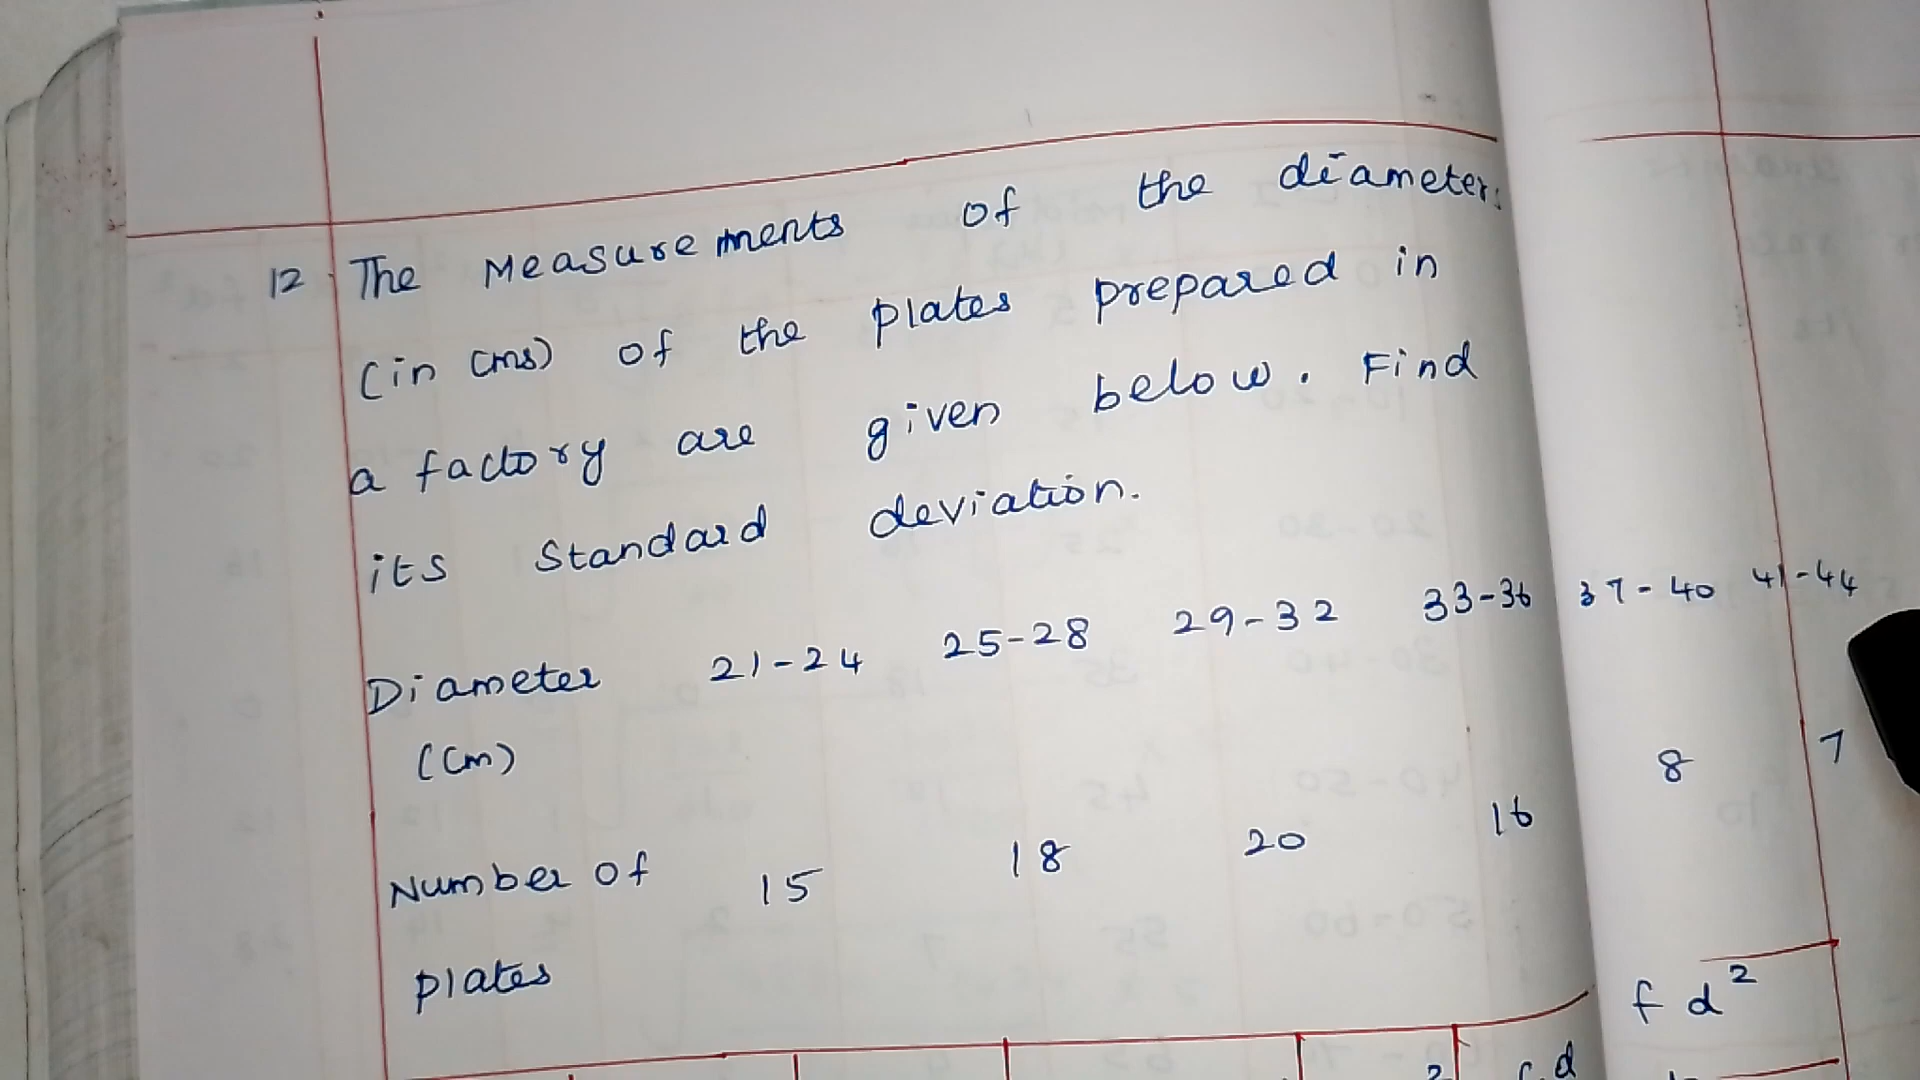 12 The Measurements of the diameters
(in cms) of the plates prepared in
a factory are given below. Find
its Standard deviation.
Diameter 21-24 25-28 29-32 33-36 37-40 41-44
(cm)
Number of 15 18 20 16 8 7
plates
f d²